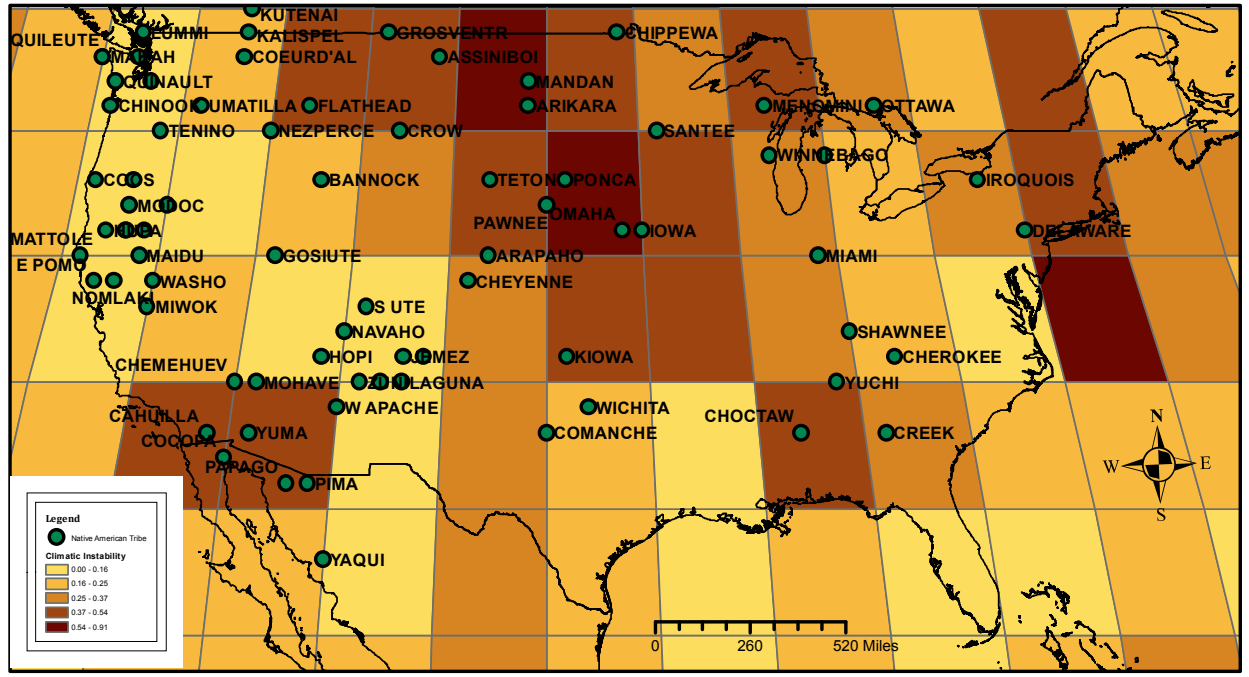 KUTENAI
QUILEUTE LUMMI KALISPEL GROSVENTR CHIPPEWA
MAKAH COEURD'AL ASSINIBOI
QUINAULT MANDAN
CHINOOK UMATILLA FLATHEAD ARIKARA MENOMINI OTTAWA
TENINO NEZPERCE CROW SANTEE
WINNEBAGO
COOS BANNOCK TETON PONCA IROQUOIS
MODOC OMAHA
PAWNEE
HUPA IOWA DELAWARE
MATTOLE
MAIDU GOSIUTE ARAPAHO MIAMI
E POMO
WASHO CHEYENNE
NOMLAKI
MIWOK S UTE
NAVAHO SHAWNEE
HOPI JEMEZ KIOWA CHEROKEE
CHEMEHUEV
MOHAVE ZUNI LAGUNA YUCHI
W APACHE WICHITA
CAHUILLA CHOCTAW
COCOPA YUMA COMANCHE CREEK
PAPAGO
PIMA
YAQUI
N
W E
S
Legend
Native American Tribe
Climatic Instability
0.00 - 0.16
0.16 - 0.25
0.25 - 0.37
0.37 - 0.54
0.54 - 0.91
0 260 520 Miles